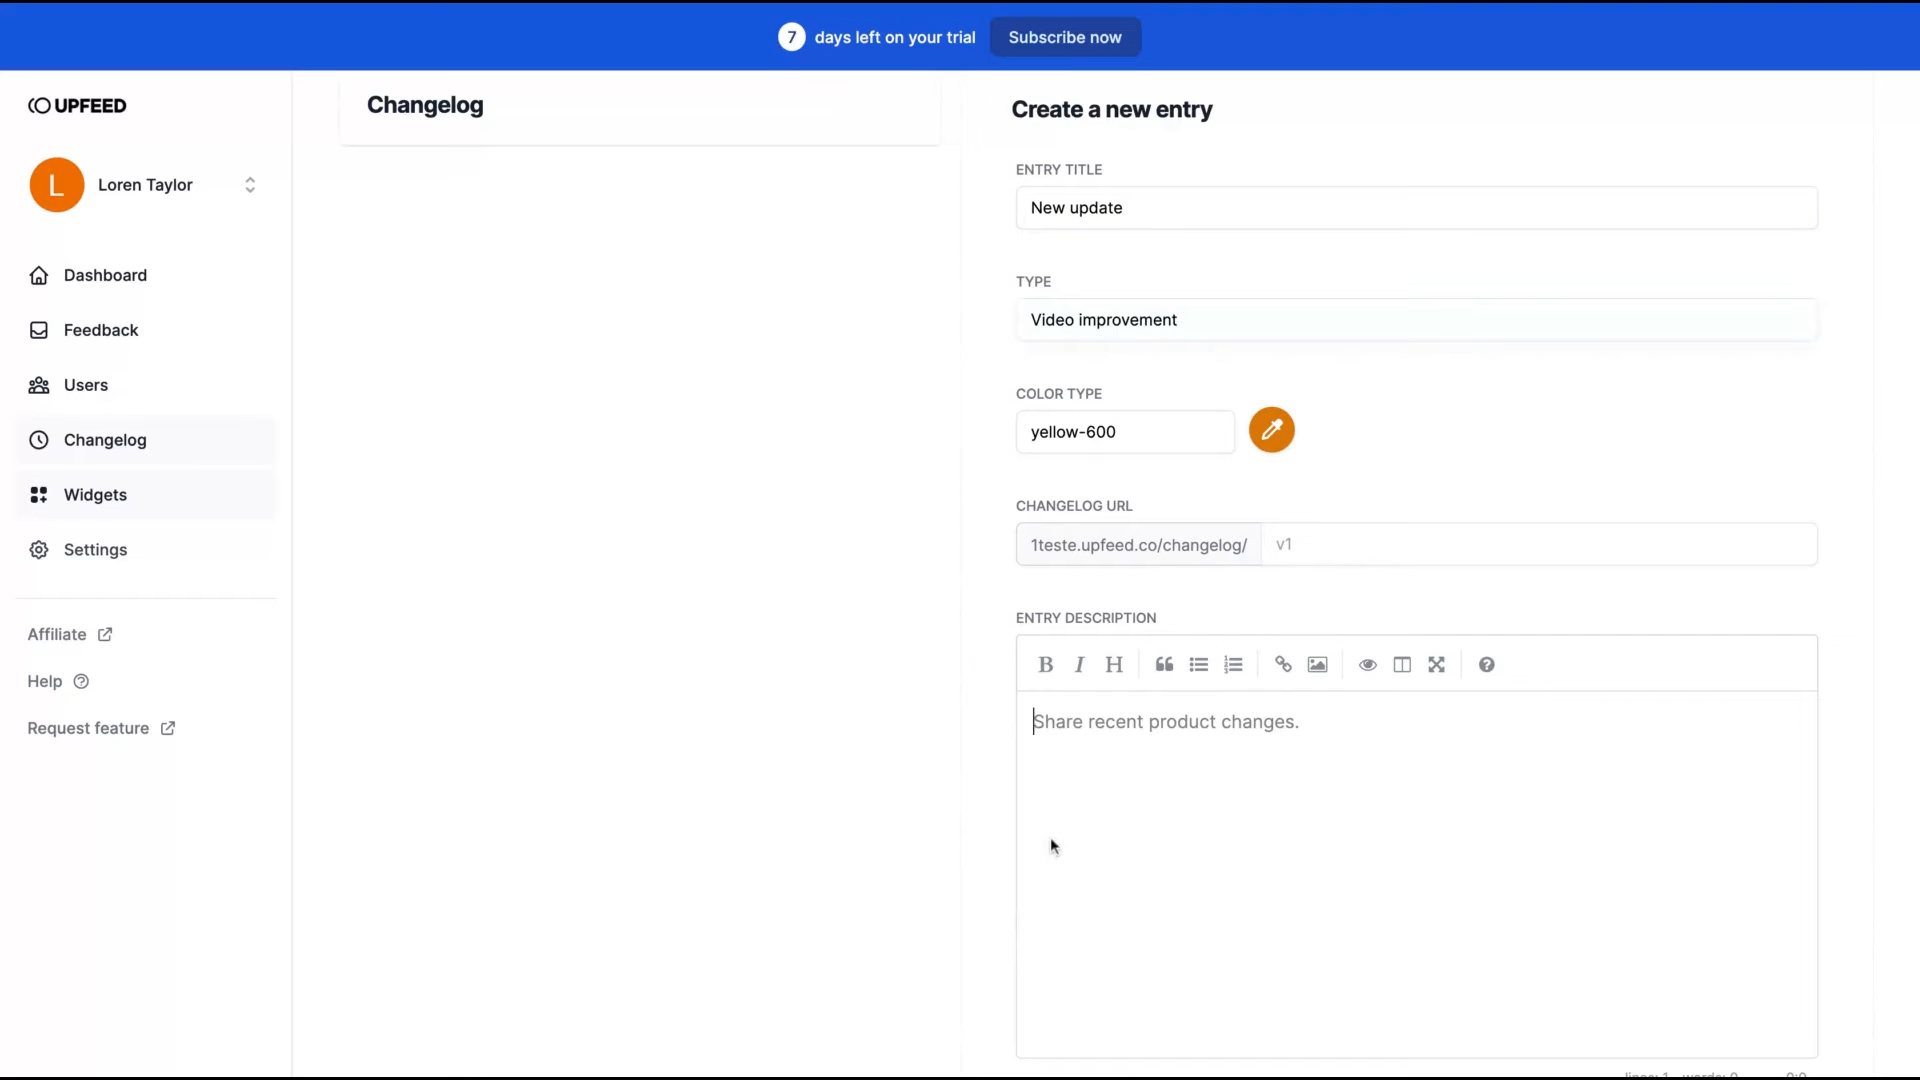 7 days left on your trial Subscribe now
UPFEED
L Loren Taylor
Dashboard
Feedback
Users
Changelog
Widgets
Settings
Affiliate
Help
Request feature
Changelog
Create a new entry
ENTRY TITLE
New update
TYPE
Video improvement
COLOR TYPE
yellow-600
CHANGELOG URL
1teste.upfeed.co/changelog/ v1
ENTRY DESCRIPTION
B I H
Share recent product changes.